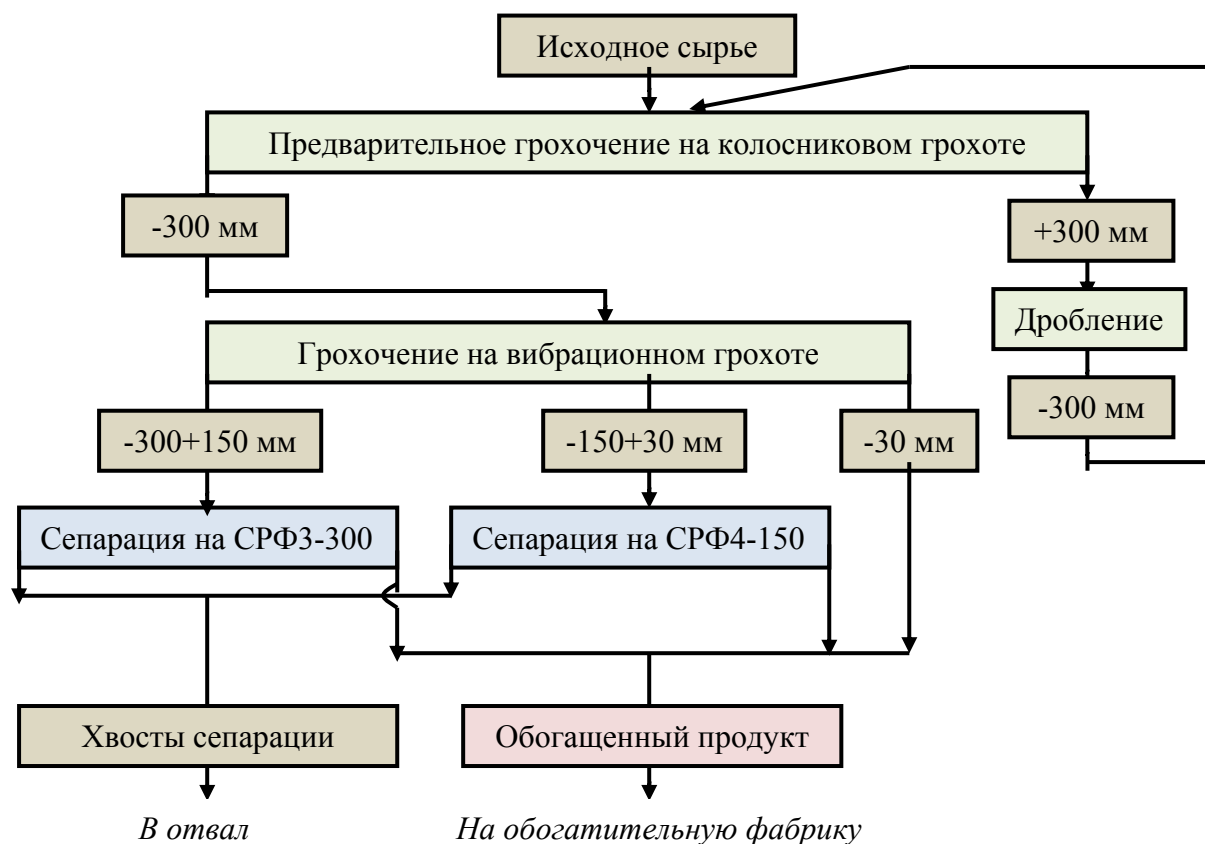 Исходное сырье
Предварительное грохочение на колосниковом грохоте
-300 мм
+300 мм
Дробление
Грохочение на вибрационном грохоте
-300 мм
-300+150 мм
-150+30 мм
-30 мм
Сепарация на СРФ3-300
Сепарация на СРФ4-150
Хвосты сепарации
Обогащенный продукт
В отвал
На обогатительную фабрику